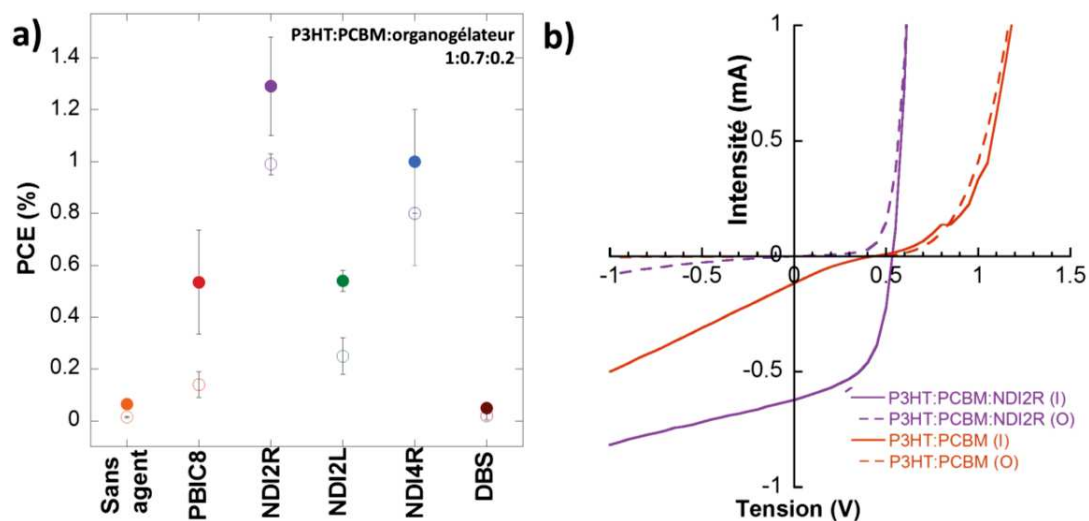 a)
P3HT:PCBM:organogélateur
1:0.7:0.2
PCE (%)
1.4
1.2
1
0.8
0.6
0.4
0.2
0
Sans
agent
PBIC8
NDI2R
NDI2L
NDI4R
DBS
b)
Intensité (mA)
1
0.5
0
-0.5
-1
-1
-0.5
0
0.5
1
1.5
P3HT:PCBM:NDI2R (I)
P3HT:PCBM:NDI2R (O)
P3HT:PCBM (I)
P3HT:PCBM (O)
Tension (V)